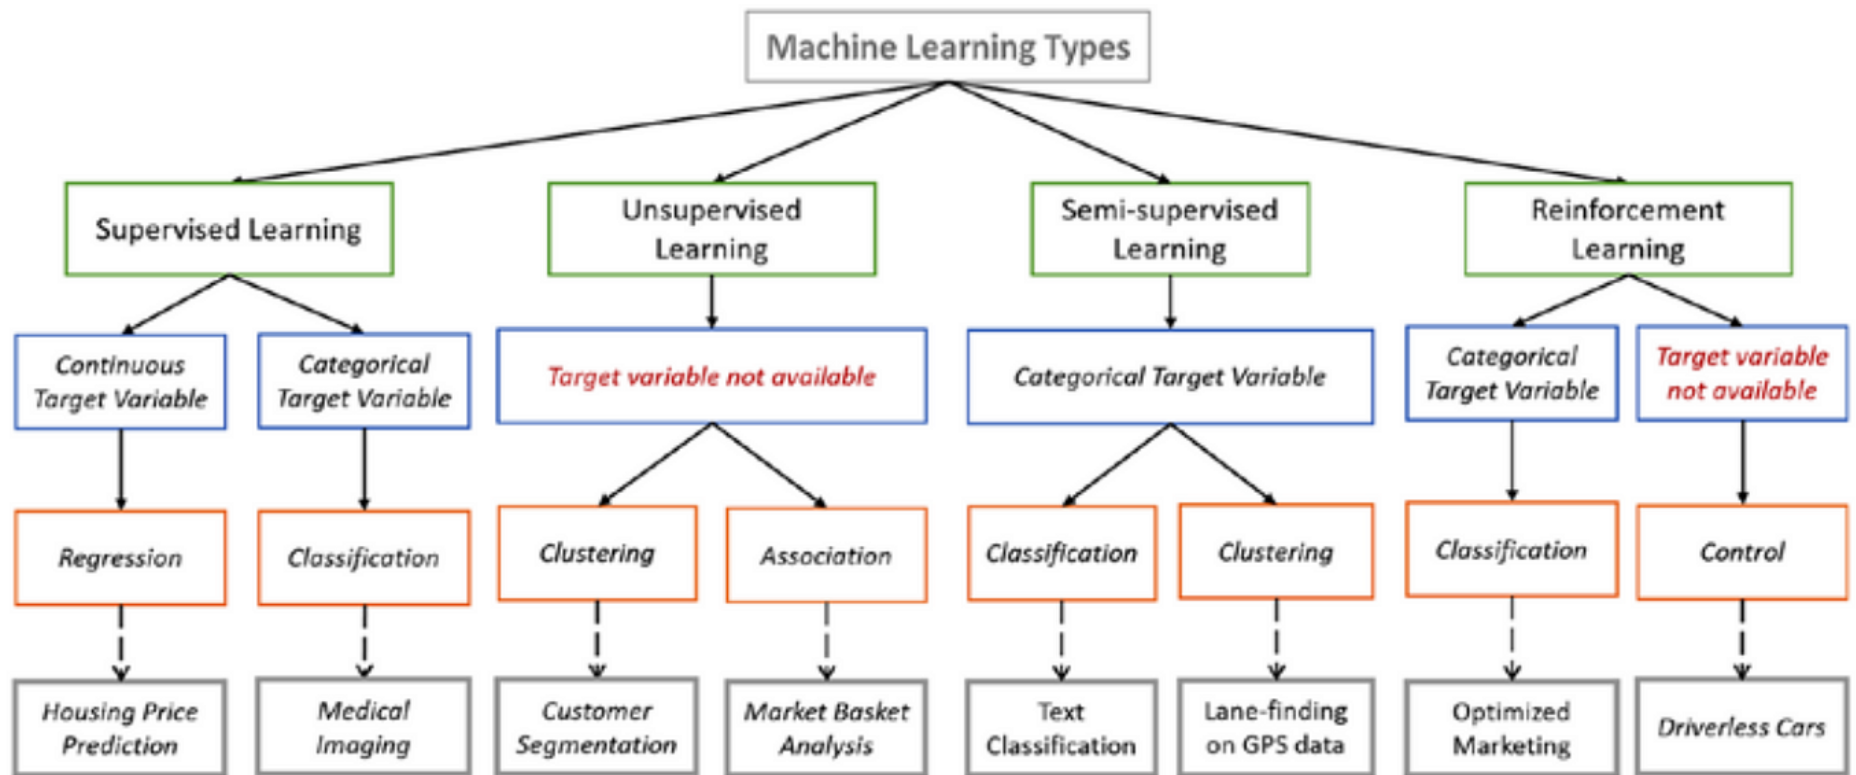 Machine Learning Types
Supervised Learning
Unsupervised
Learning
Semi-supervised
Learning
Reinforcement
Learning
Continuous
Target Variable
Categorical
Target Variable
Target variable not available
Categorical Target Variable
Categorical
Target Variable
Target variable
not available
Regression
Classification
Clustering
Association
Classification
Clustering
Classification
Control
Housing Price
Prediction
Medical
Imaging
Customer
Segmentation
Market Basket
Analysis
Text
Classification
Lane-finding
on GPS data
Optimized
Marketing
Driverless Cars